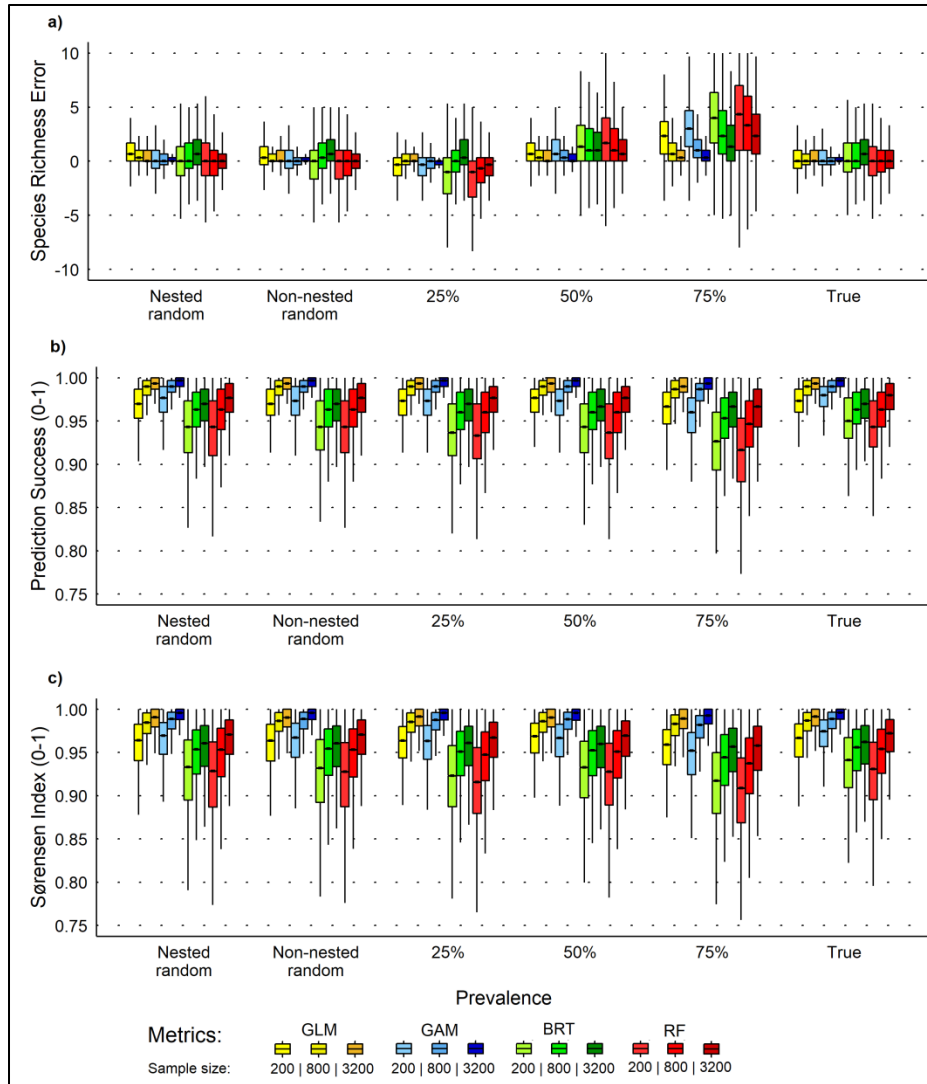 a)
10
5
0
-5
-10
Species Richness Error
Nested random
Non-nested random
25%
50%
75%
True
b)
1.00
0.95
0.90
0.85
0.80
0.75
Prediction Success (0-1)
Nested random
Non-nested random
25%
50%
75%
True
c)
1.00
0.95
0.90
0.85
0.80
0.75
Sørensen Index (0-1)
Nested random
Non-nested random
25%
50%
75%
True
Prevalence
Metrics: GLM GAM BRT RF
Sample size: 200 | 800 | 3200 200 | 800 | 3200 200 | 800 | 3200 200 | 800 | 3200